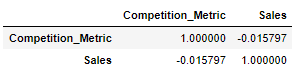 Competition_Metric Sales
Competition_Metric 1.000000 -0.015797
Sales -0.015797 1.000000